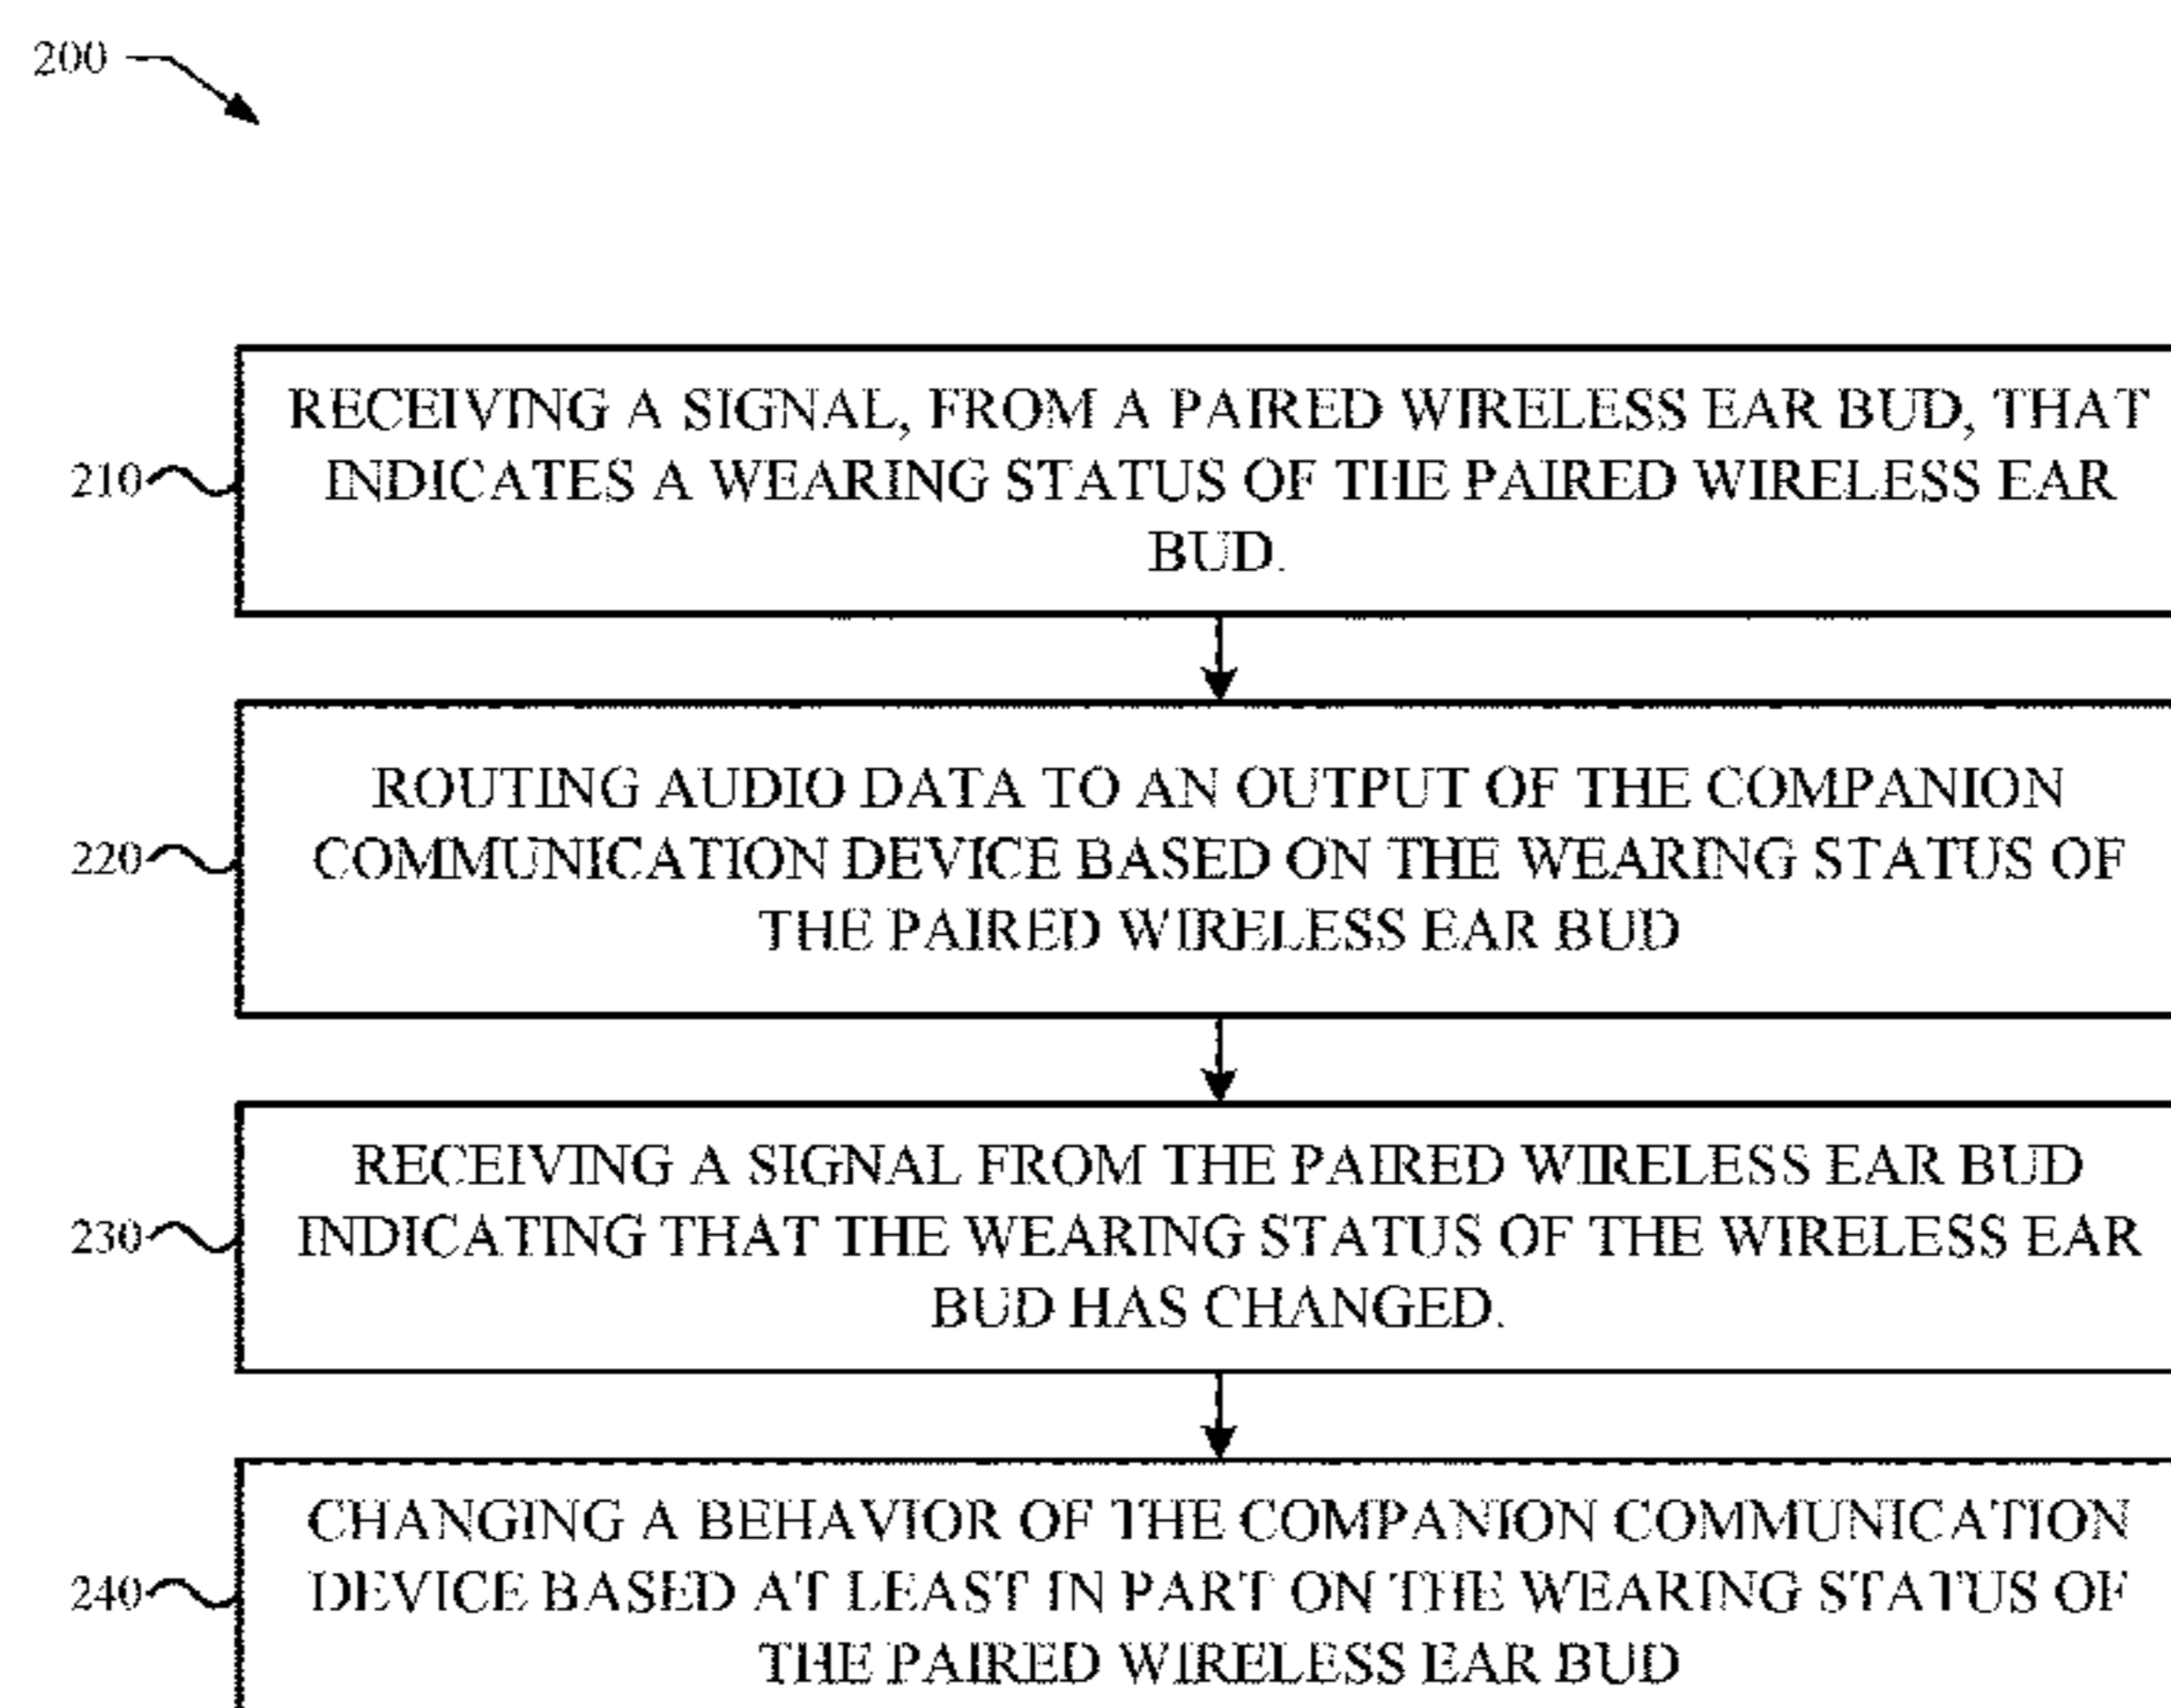 200
RECEIVING A SIGNAL, FROM A PAIRED WIRELESS EAR BUD, THAT
210 INDICATES A WEARING STATUS OF THE PAIRED WIRELESS EAR
BUD.
ROUTING AUDIO DATA TO AN OUTPUT OF THE COMPANION
220 COMMUNICATION DEVICE BASED ON THE WEARING STATUS OF
THE PAIRED WIRELESS EAR BUD
RECEIVING A SIGNAL FROM THE PAIRED WIRELESS EAR BUD
230 INDICATING THAT THE WEARING STATUS OF THE WIRELESS EAR
BUD HAS CHANGED.
CHANGING A BEHAVIOR OF THE COMPANION COMMUNICATION
240 DEVICE BASED AT LEAST IN PART ON THE WEARING STATUS OF
THE PAIRED WIRELESS EAR BUD